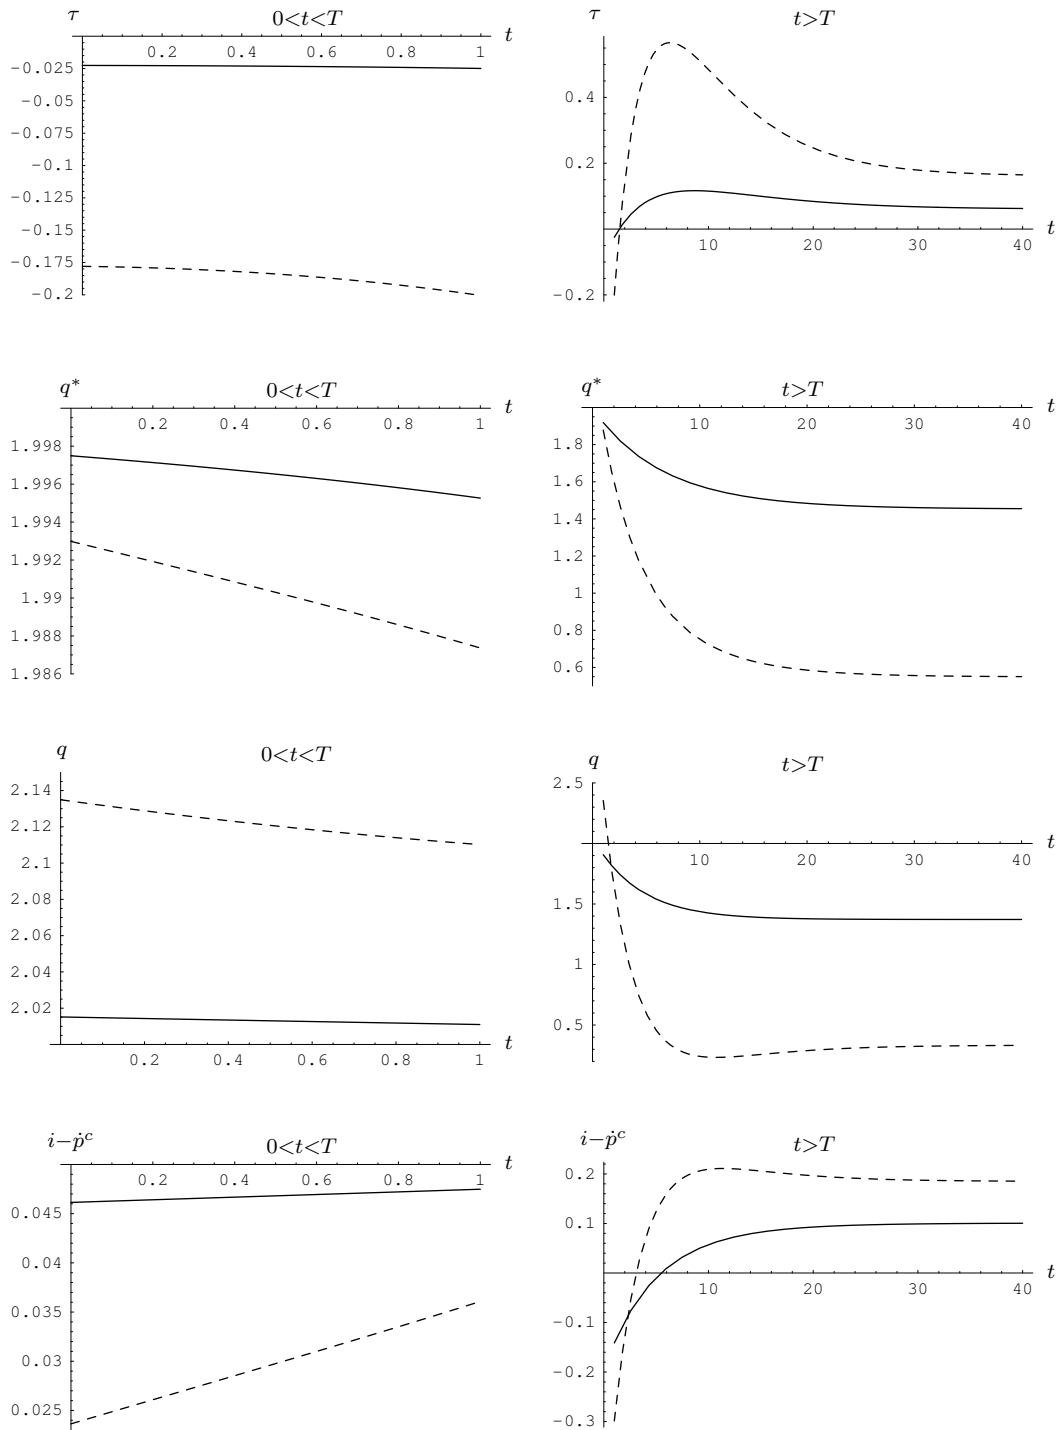 τ 0<t<T t
0.2 0.4 0.6 0.8 1
−0.025
−0.05
−0.075
−0.1
−0.125
−0.15
−0.175
−0.2
τ t>T
0.4
0.2
t
10 20 30 40
−0.2
q* 0<t<T t
0.2 0.4 0.6 0.8 1
1.998
1.996
1.994
1.992
1.99
1.988
1.986
q* t>T t
10 20 30 40
1.8
1.6
1.4
1.2
1
0.8
0.6
q 0<t<T
2.14
2.12
2.1
2.08
2.06
2.04
2.02
t
0.2 0.4 0.6 0.8 1
q t>T
2.5
t
10 20 30 40
1.5
1
0.5
i−ṗᶜ 0<t<T t
0.2 0.4 0.6 0.8 1
0.045
0.04
0.035
0.03
0.025
i−ṗᶜ t>T
0.2
0.1
t
10 20 30 40
−0.1
−0.2
−0.3